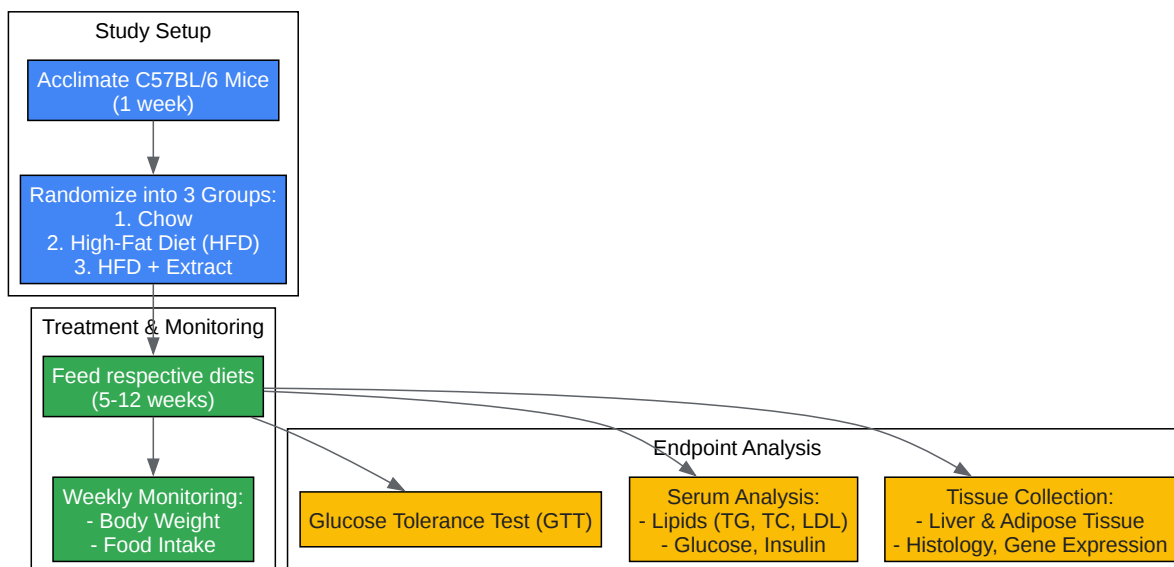 Study Setup
Acclimate C57BL/6 Mice
(1 week)
Randomize into 3 Groups:
1. Chow
2. High-Fat Diet (HFD)
3. HFD + Extract
Treatment & Monitoring
Feed respective diets
(5-12 weeks)
Weekly Monitoring:
- Body Weight
- Food Intake
Endpoint Analysis
Glucose Tolerance Test (GTT)
Serum Analysis:
- Lipids (TG, TC, LDL)
- Glucose, Insulin
Tissue Collection:
- Liver & Adipose Tissue
- Histology, Gene Expression